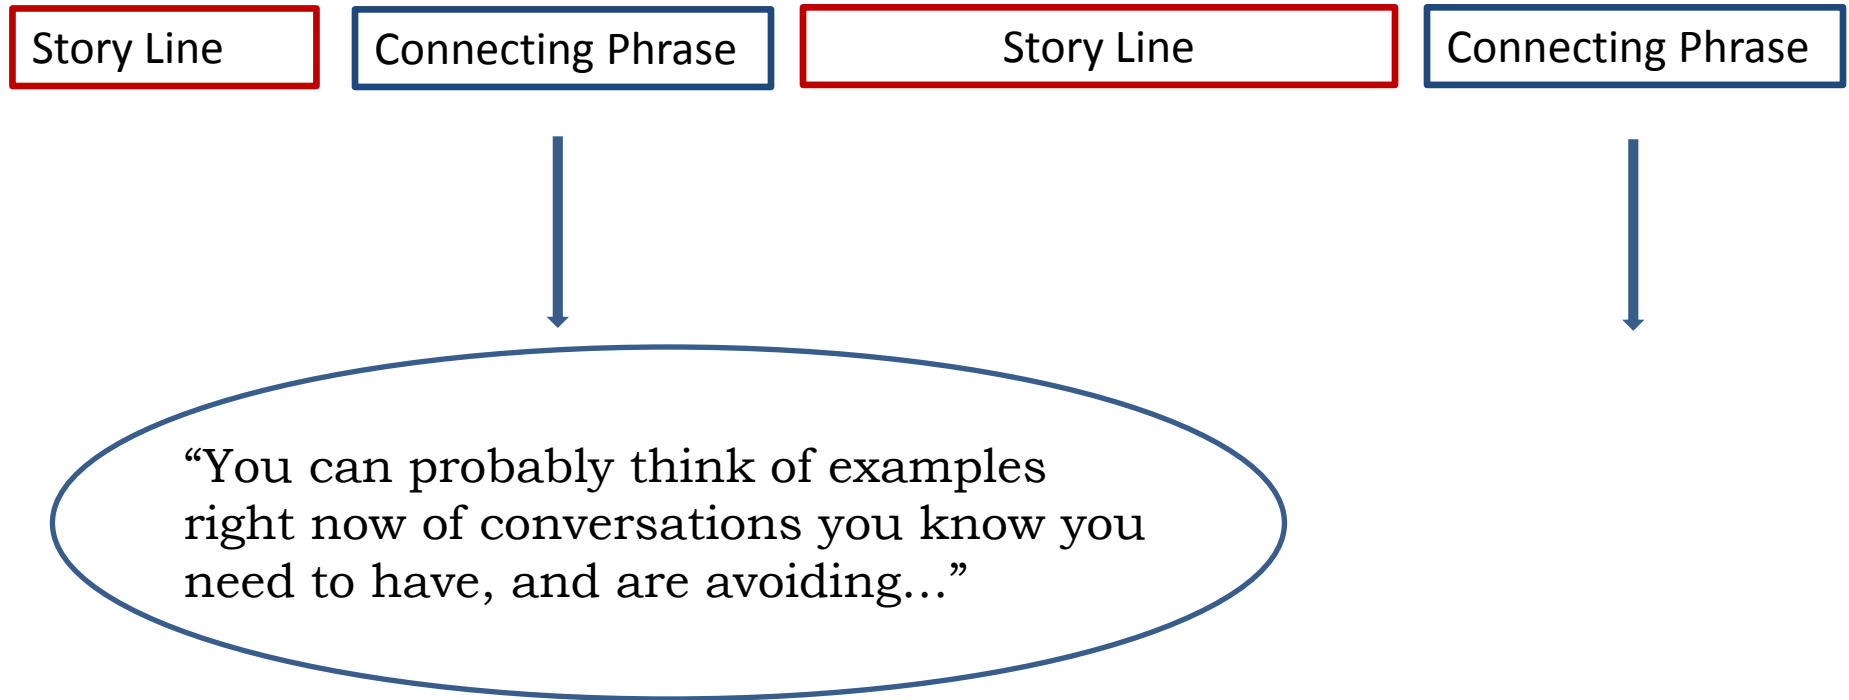 Story Line
Connecting Phrase
Story Line
Connecting Phrase
“You can probably think of examples
right now of conversations you know you
need to have, and are avoiding…”